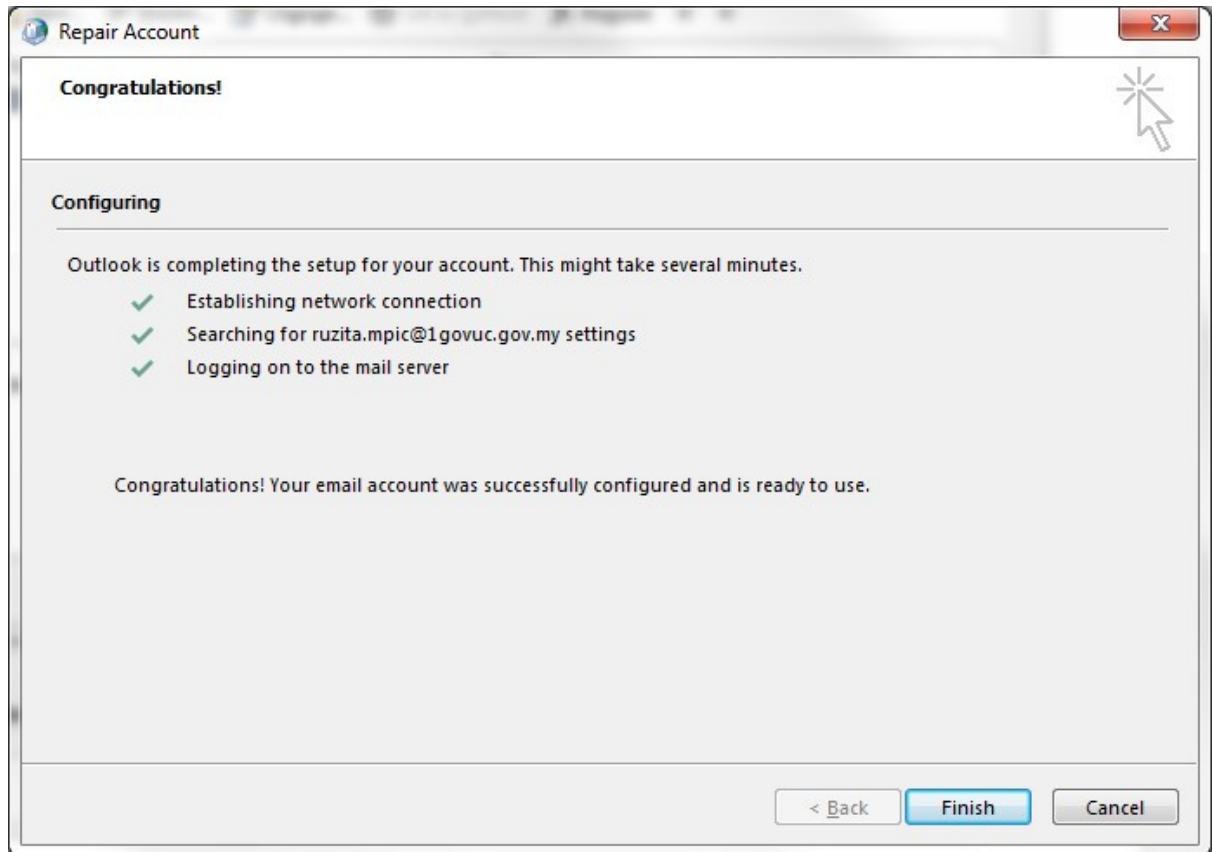 Repair Account
Congratulations!
Configuring
Outlook is completing the setup for your account. This might take several minutes.
Establishing network connection
Searching for ruzita.mpic@1govuc.gov.my settings
Logging on to the mail server
Congratulations! Your email account was successfully configured and is ready to use.
< Back
Finish
Cancel